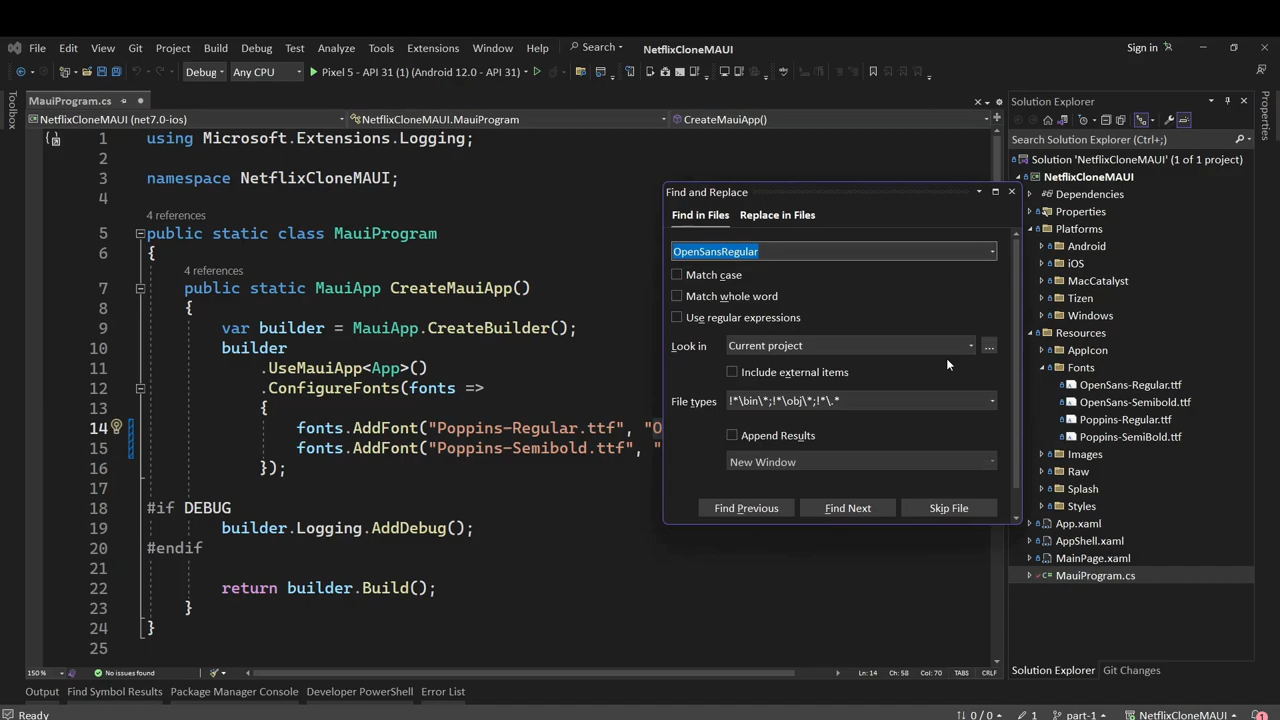 File Edit View Git Project Build Debug Test Analyze Tools Extensions Window Help Search NetflixCloneMAUI Sign in
Debug Any CPU Pixel 5 - API 31 (1) (Android 12.0 - API 31)
Toolbox
MauiProgram.cs
NetflixCloneMAUI (net7.0-ios) NetflixCloneMAUI.MauiProgram CreateMauiApp()
1 using Microsoft.Extensions.Logging;
2
3 namespace NetflixCloneMAUI;
4
4 references
5 public static class MauiProgram
6 {
4 references
7 public static MauiApp CreateMauiApp()
8 {
9 var builder = MauiApp.CreateBuilder();
10 builder
11 .UseMauiApp<App>()
12 .ConfigureFonts(fonts =>
13 {
14 fonts.AddFont("Poppins-Regular.ttf", "O
15 fonts.AddFont("Poppins-Semibold.ttf", "
16 });
17
18 #if DEBUG
19 builder.Logging.AddDebug();
20 #endif
21
22 return builder.Build();
23 }
24 }
25
Find and Replace
Find in Files Replace in Files
OpenSansRegular
Match case
Match whole word
Use regular expressions
Look in Current project ...
Include external items
File types !*\bin\*;!*\obj\*;!*\.*
Append Results
New Window
Find Previous Find Next Skip File
Solution Explorer
Search Solution Explorer (Ctrl+;)
Solution 'NetflixCloneMAUI' (1 of 1 project)
NetflixCloneMAUI
Dependencies
Properties
Platforms
Android
iOS
MacCatalyst
Tizen
Windows
Resources
AppIcon
Fonts
OpenSans-Regular.ttf
OpenSans-Semibold.ttf
Poppins-Regular.ttf
Poppins-SemiBold.ttf
Images
Raw
Splash
Styles
App.xaml
AppShell.xaml
MainPage.xaml
C# MauiProgram.cs
Properties
150 % No issues found Ln: 14 Ch: 58 Col: 70 TABS CRLF
Solution Explorer Git Changes
Output Find Symbol Results Package Manager Console Developer PowerShell Error List
Ready 0 / 0 1 part-1 NetflixCloneMAUI 1